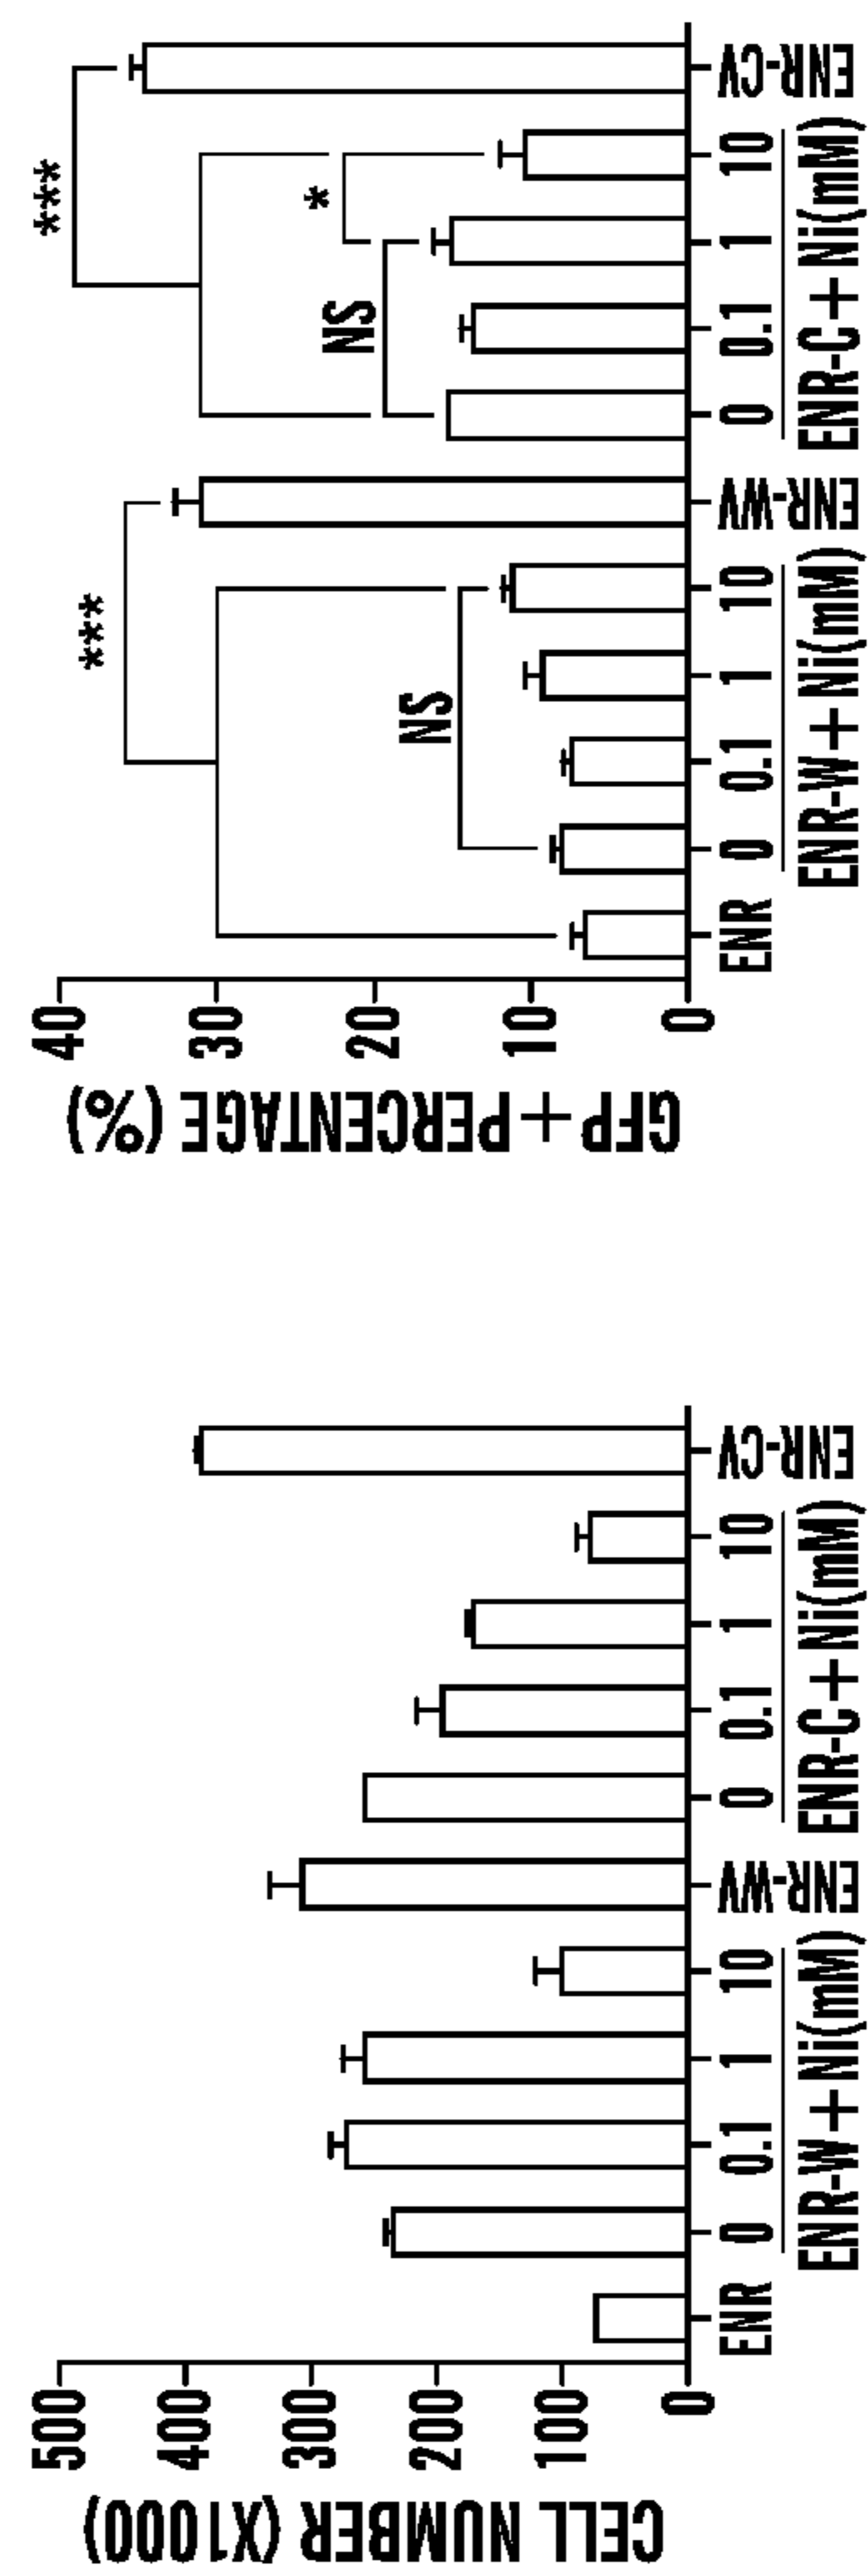 CELL NUMBER (X1000)
500
400
300
200
100
0
ENR
0
0.1
1
10
ENR-W+Ni(mM)
ENR-WV
0
0.1
1
10
ENR-C+Ni(mM)
ENR-CV
GFP+PERCENTAGE (%)
40
30
20
10
0
***
NS
***
NS
*
ENR
0
0.1
1
10
ENR-W+Ni(mM)
ENR-WV
0
0.1
1
10
ENR-C+Ni(mM)
ENR-CV